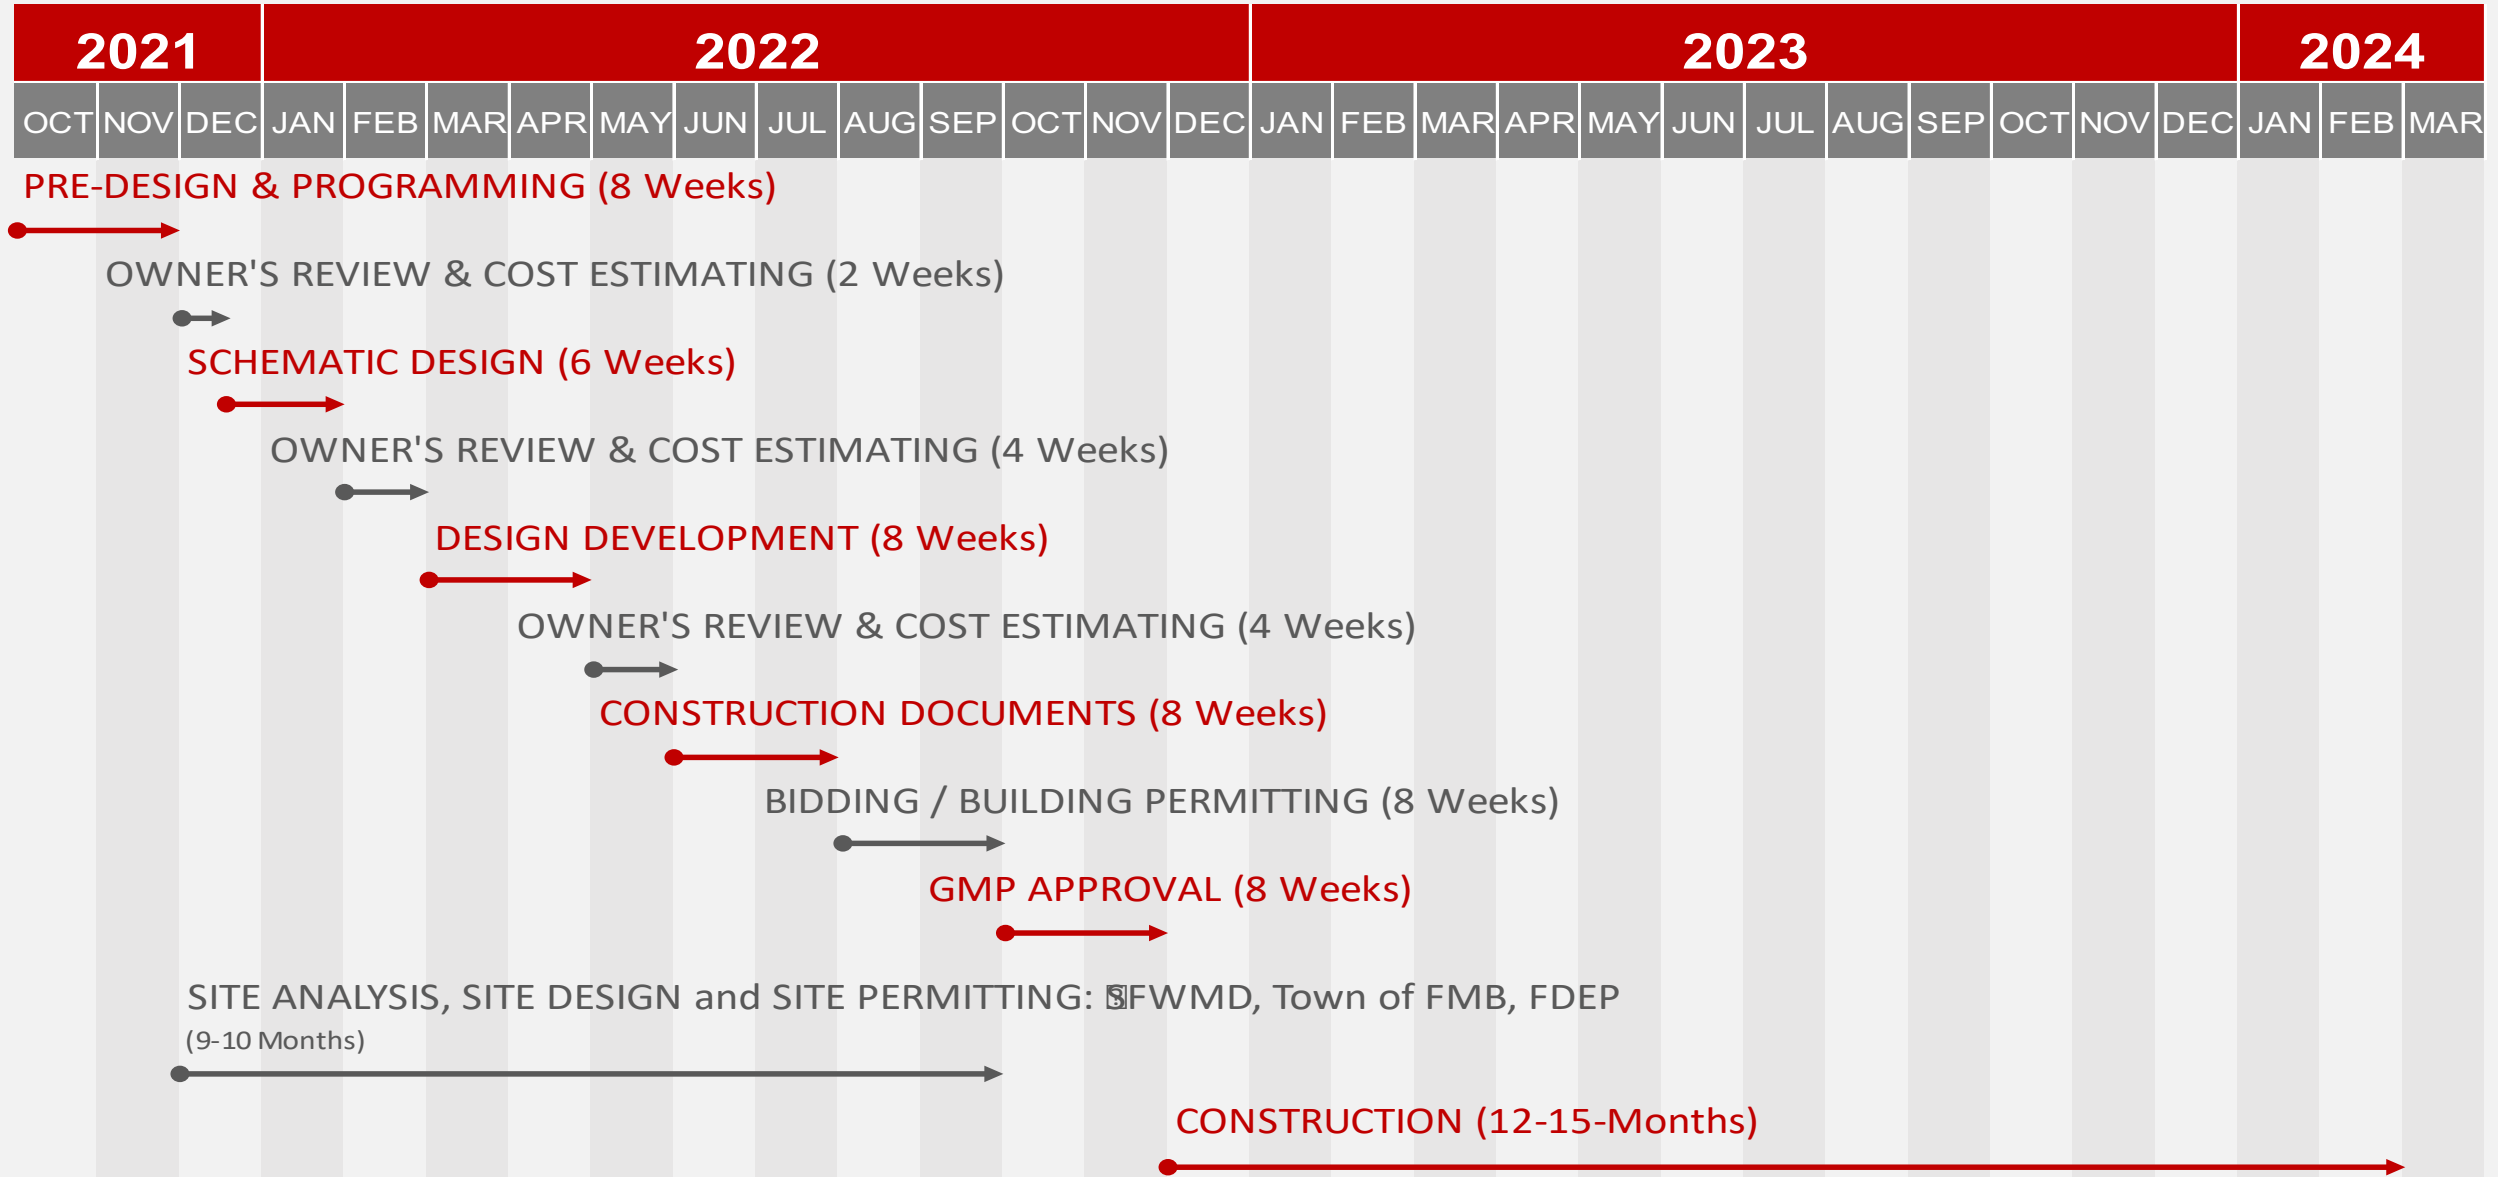 2021 2022 2023 2024
OCT NOV DEC JAN FEB MAR APR MAY JUN JUL AUG SEP OCT NOV DEC JAN FEB MAR APR MAY JUN JUL AUG SEP OCT NOV DEC JAN FEB MAR
PRE-DESIGN & PROGRAMMING (8 Weeks)
OWNER'S REVIEW & COST ESTIMATING (2 Weeks)
SCHEMATIC DESIGN (6 Weeks)
OWNER'S REVIEW & COST ESTIMATING (4 Weeks)
DESIGN DEVELOPMENT (8 Weeks)
OWNER'S REVIEW & COST ESTIMATING (4 Weeks)
CONSTRUCTION DOCUMENTS (8 Weeks)
BIDDING / BUILDING PERMITTING (8 Weeks)
GMP APPROVAL (8 Weeks)
SITE ANALYSIS, SITE DESIGN and SITE PERMITTING: SFWMD, Town of FMB, FDEP
(9-10 Months)
CONSTRUCTION (12-15-Months)